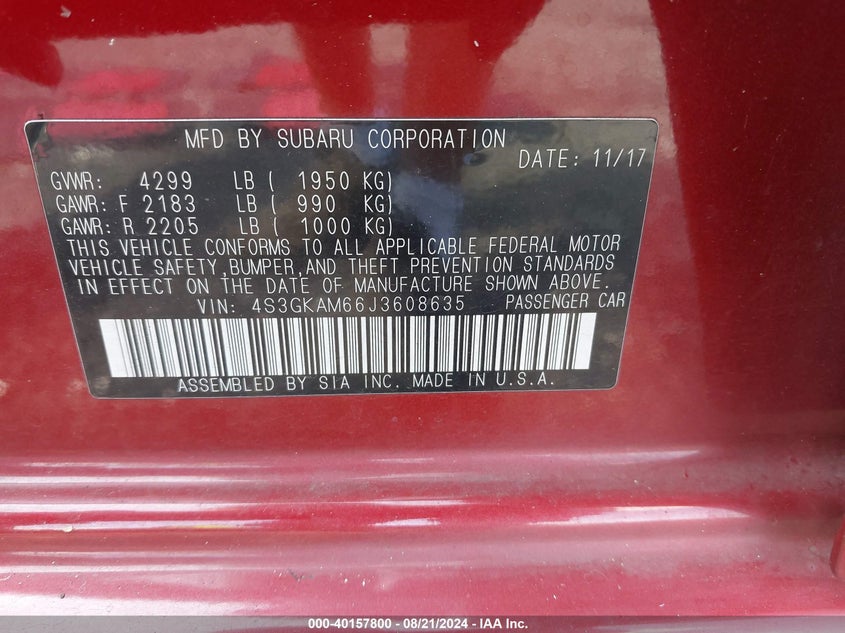 MFD BY SUBARU CORPORATION
DATE: 11/17
GVWR: 4299 LB ( 1950 KG)
GAWR: F 2183 LB ( 990 KG)
GAWR: R 2205 LB ( 1000 KG)
THIS VEHICLE CONFORMS TO ALL APPLICABLE FEDERAL MOTOR
VEHICLE SAFETY, BUMPER, AND THEFT PREVENTION STANDARDS
IN EFFECT ON THE DATE OF MANUFACTURE SHOWN ABOVE.
VIN: 4S3GKAM66J3608635 PASSENGER CAR
ASSEMBLED BY SIA INC. MADE IN U.S.A.
000-40157800 - 08/21/2024 - IAA Inc.